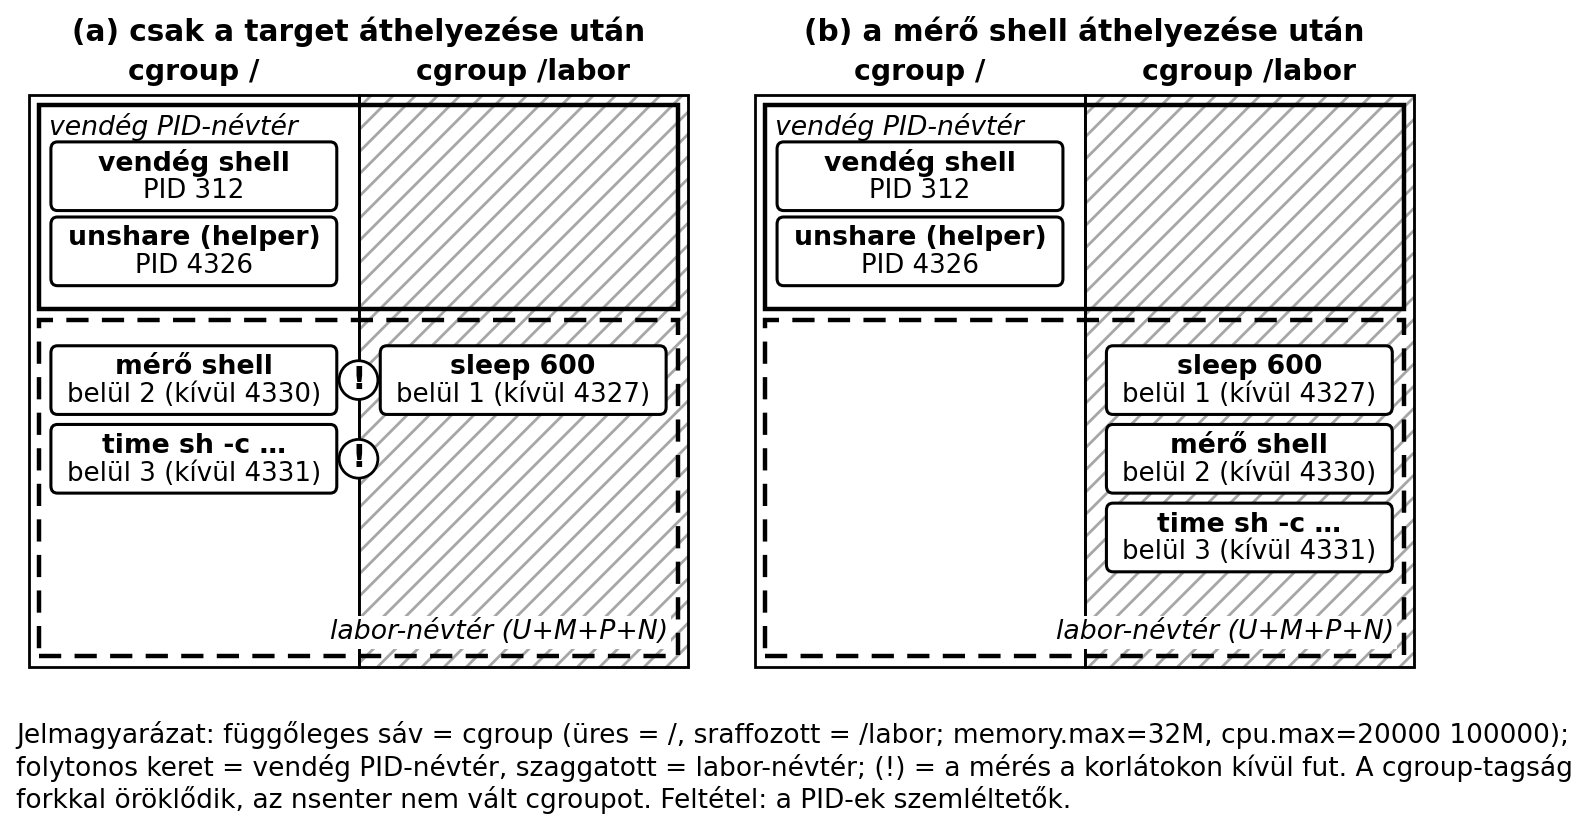 (a) csak a target áthelyezése után
cgroup /
cgroup /labor
vendég PID-névtér
vendég shell
PID 312
unshare (helper)
PID 4326
mérő shell
belül 2 (kívül 4330)
!
sleep 600
belül 1 (kívül 4327)
time sh -c …
belül 3 (kívül 4331)
!
labor-névtér (U+M+P+N)
(b) a mérő shell áthelyezése után
cgroup /
cgroup /labor
vendég PID-névtér
vendég shell
PID 312
unshare (helper)
PID 4326
sleep 600
belül 1 (kívül 4327)
mérő shell
belül 2 (kívül 4330)
time sh -c …
belül 3 (kívül 4331)
labor-névtér (U+M+P+N)
Jelmagyarázat: függőleges sáv = cgroup (üres = /, sraffozott = /labor; memory.max=32M, cpu.max=20000 100000);
folytonos keret = vendég PID-névtér, szaggatott = labor-névtér; (!) = a mérés a korlátokon kívül fut. A cgroup-tagság
forkkal öröklődik, az nsenter nem vált cgroupot. Feltétel: a PID-ek szemléltetők.